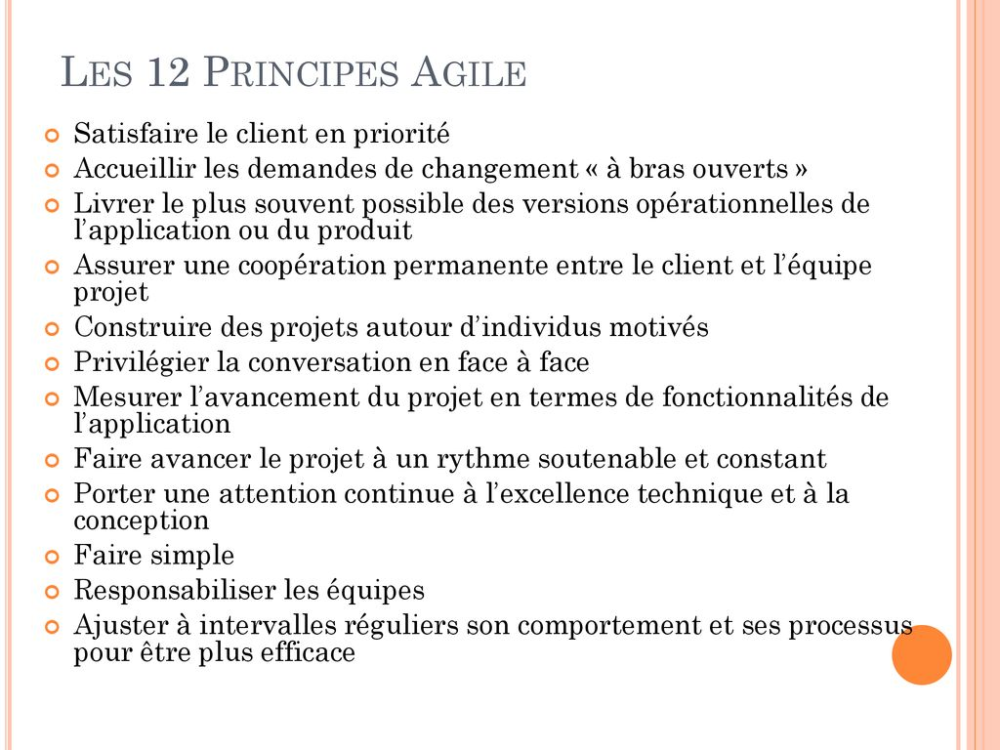 Les 12 Principes Agile
Satisfaire le client en priorité
Accueillir les demandes de changement « à bras ouverts »
Livrer le plus souvent possible des versions opérationnelles de
l’application ou du produit
Assurer une coopération permanente entre le client et l’équipe
projet
Construire des projets autour d’individus motivés
Privilégier la conversation en face à face
Mesurer l’avancement du projet en termes de fonctionnalités de
l’application
Faire avancer le projet à un rythme soutenable et constant
Porter une attention continue à l’excellence technique et à la
conception
Faire simple
Responsabiliser les équipes
Ajuster à intervalles réguliers son comportement et ses processus
pour être plus efficace